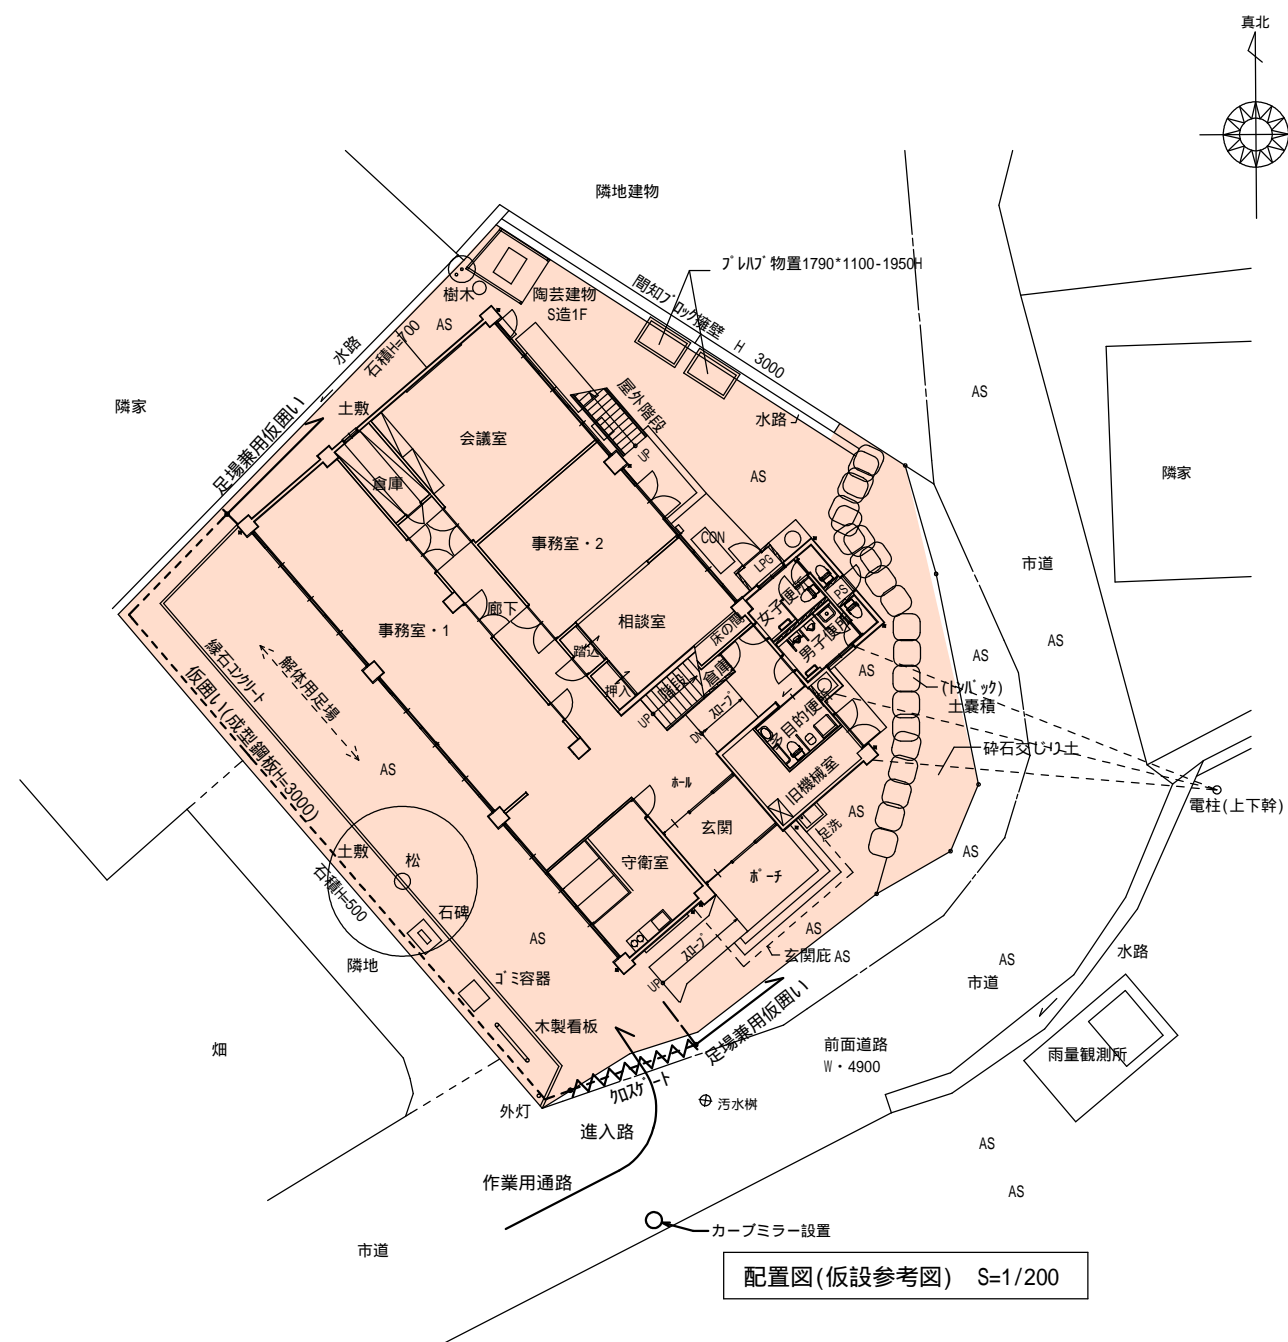 真北
隣地建物
ﾌﾟﾚﾊﾌﾞ物置1790*1100-1950H
間知ﾌﾞﾛｯｸ擁壁 H 3000
樹木
陶芸建物
S造1F
AS
石積H=700
水路
隣家
土敷
足場兼用仮囲い
会議室
屋外階段
UP
水路
AS
AS
隣家
倉庫
事務室・2
CON
LPG
PS
女子便所
男子便所
床の間
市道
AS
AS
AS
事務室・1
廊下
相談室
踏込
押入
階段
倉庫
UP
ｽﾛｰﾌﾟ
DN
土嚢積
砕石交じり土
電柱(上下幹)
縁石コンクリート
解体用足場
仮囲い(成型鋼板H=3000)
AS
旧機械室
ﾎｰﾙ
玄関
足洗
AS
AS
土敷
松
石積H=500
石碑
守衛室
ﾎﾟｰﾁ
AS
AS
玄関庇
AS
ｽﾛｰﾌﾟ
UP
隣地
ｺﾞﾐ容器
木製看板
AS
市道
水路
畑
足場兼用仮囲い
前面道路
W・4900
雨量観測所
ｸﾛｽｹﾞｰﾄ
外灯
汚水桝
進入路
AS
作業用通路
AS
カーブミラー設置
市道
配置図(仮設参考図) S=1/200